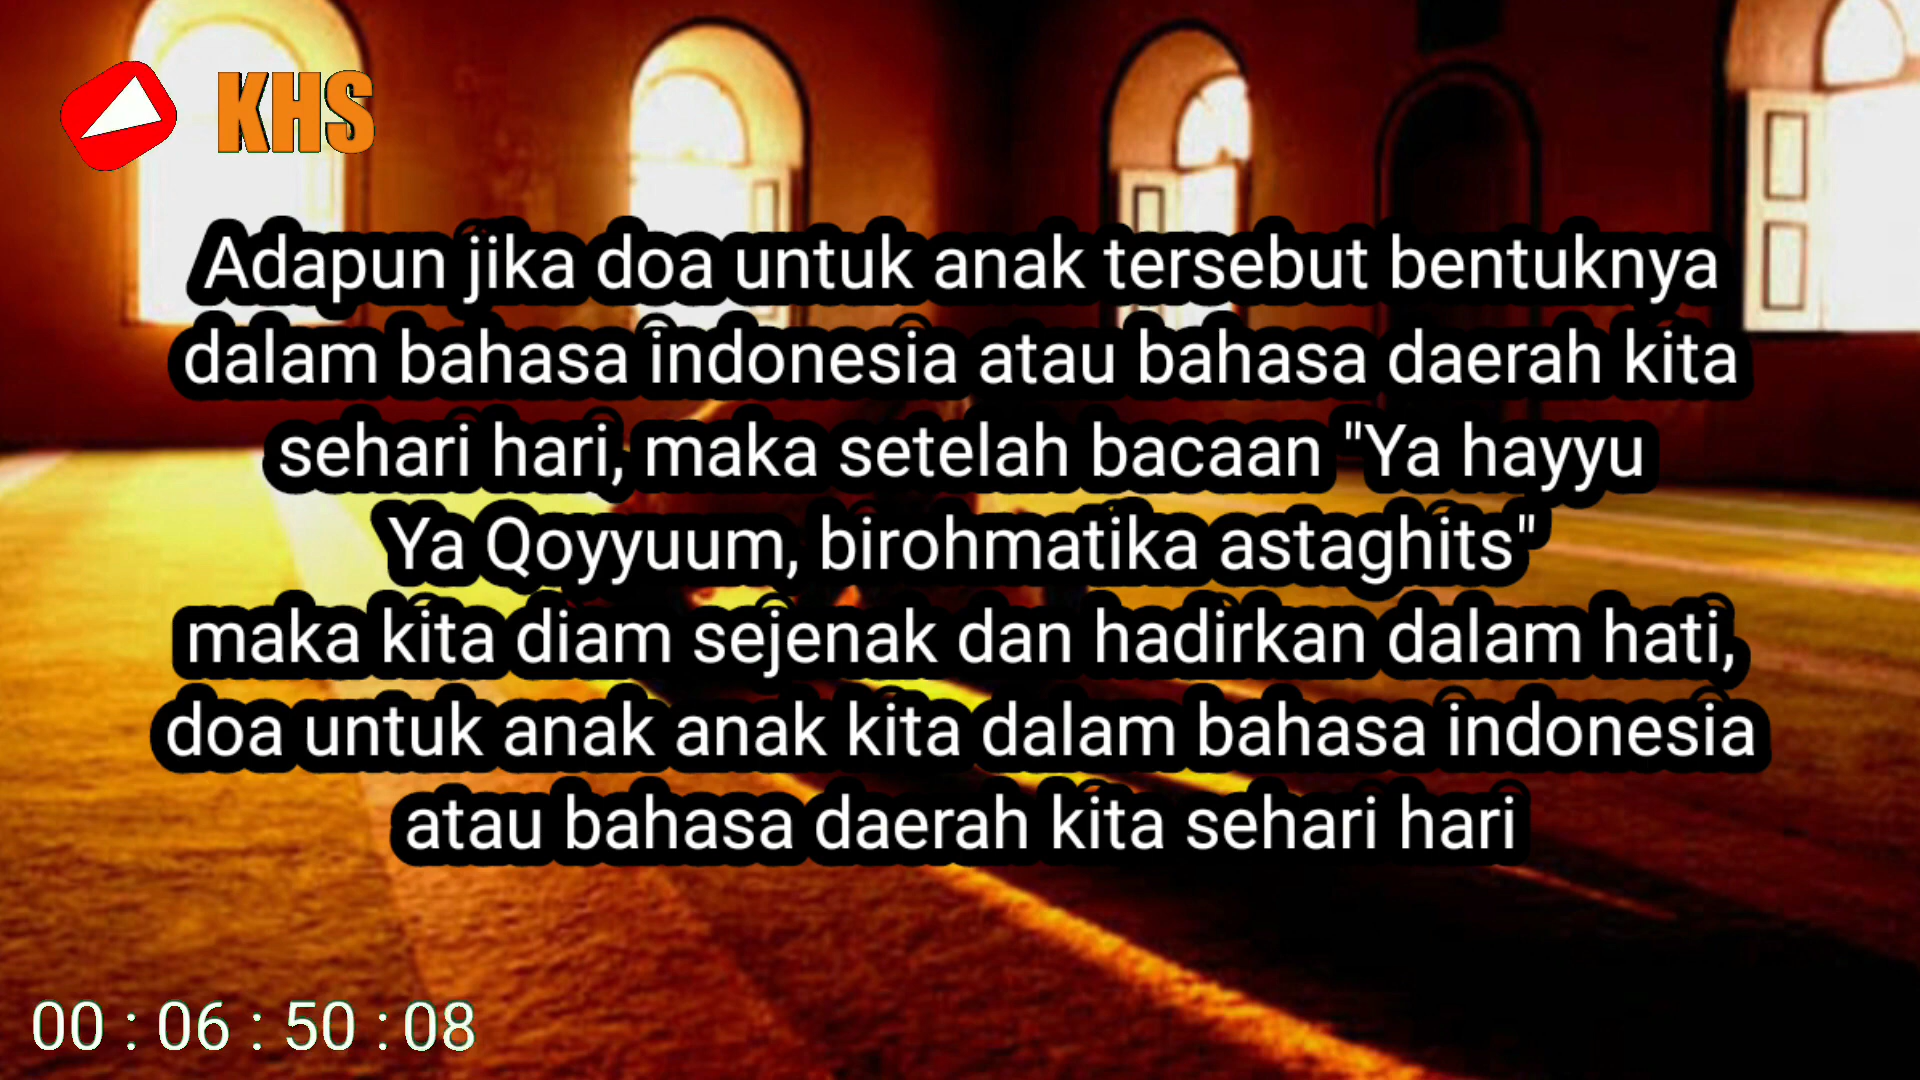 KHS
Adapun jika doa untuk anak tersebut bentuknya
dalam bahasa indonesia atau bahasa daerah kita
sehari hari, maka setelah bacaan "Ya hayyu
Ya Qoyyuum, birohmatika astaghits"
maka kita diam sejenak dan hadirkan dalam hati,
doa untuk anak anak kita dalam bahasa indonesia
atau bahasa daerah kita sehari hari
00 : 06 : 50 : 08